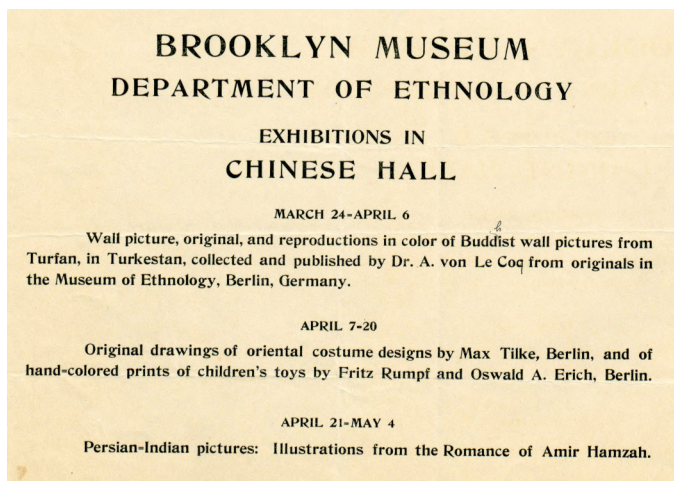 BROOKLYN MUSEUM
DEPARTMENT OF ETHNOLOGY
EXHIBITIONS IN
CHINESE HALL
MARCH 24-APRIL 6
h
Wall picture, original, and reproductions in color of Buddist wall pictures from
Turfan, in Turkestan, collected and published by Dr. A. von Le Coq from originals in
the Museum of Ethnology, Berlin, Germany.
APRIL 7-20
Original drawings of oriental costume designs by Max Tilke, Berlin, and of
hand-colored prints of children's toys by Fritz Rumpf and Oswald A. Erich, Berlin.
APRIL 21-MAY 4
Persian-Indian pictures: Illustrations from the Romance of Amir Hamzah.